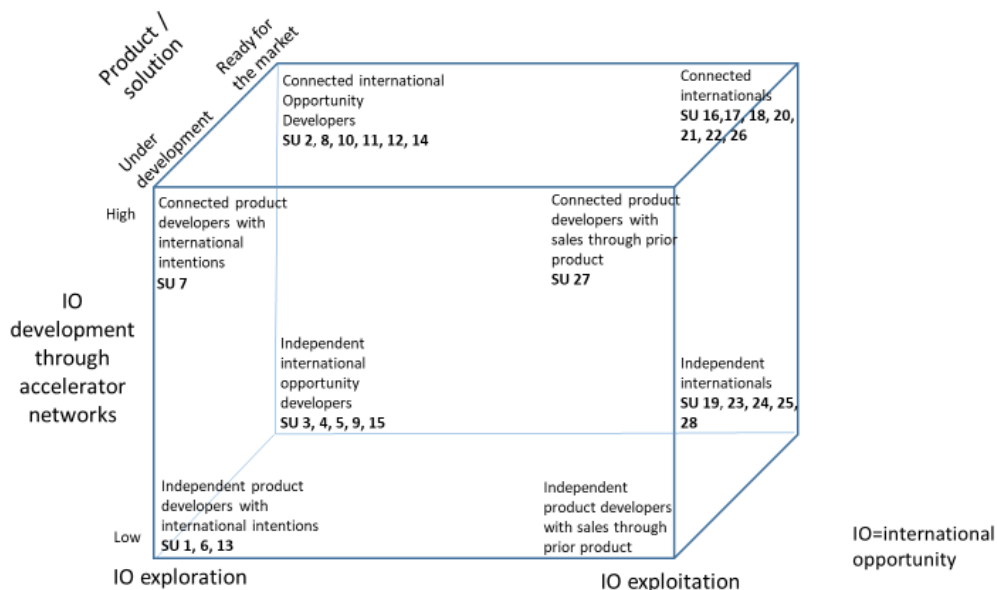 Product /
solution
Ready for
the market
Under
development
Connected international
Opportunity
Developers
SU 2, 8, 10, 11, 12, 14
Connected
internationals
SU 16,17, 18, 20,
21, 22, 26
High
Connected product
developers with
international
intentions
SU 7
Connected product
developers with
sales through prior
product
SU 27
IO
development
through
accelerator
networks
Independent
international
opportunity
developers
SU 3, 4, 5, 9, 15
Independent
internationals
SU 19, 23, 24, 25,
28
Low
Independent product
developers with
international intentions
SU 1, 6, 13
Independent
product developers
with sales through
prior product
IO=international
opportunity
IO exploration
IO exploitation